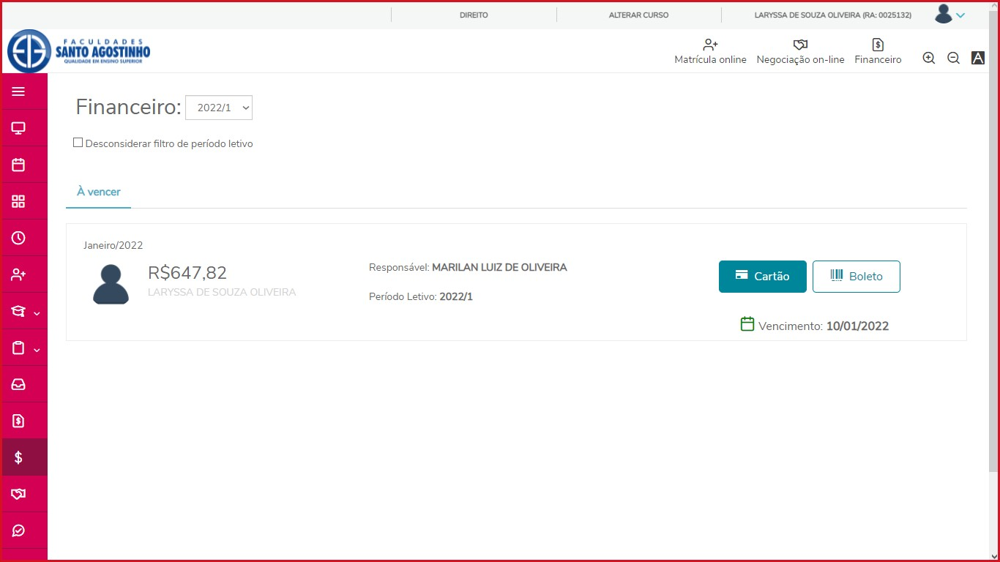 DIREITO
ALTERAR CURSO
LARYSSA DE SOUZA OLIVEIRA (RA: 0025132)
FACULDADES
SANTO AGOSTINHO
QUALIDADE EM ENSINO SUPERIOR
Matrícula online
Negociação on-line
Financeiro
A
Financeiro: 2022/1
Desconsiderar filtro de período letivo
À vencer
Janeiro/2022
R$647,82
LARYSSA DE SOUZA OLIVEIRA
Responsável: MARILAN LUIZ DE OLIVEIRA
Período Letivo: 2022/1
Cartão
Boleto
Vencimento: 10/01/2022